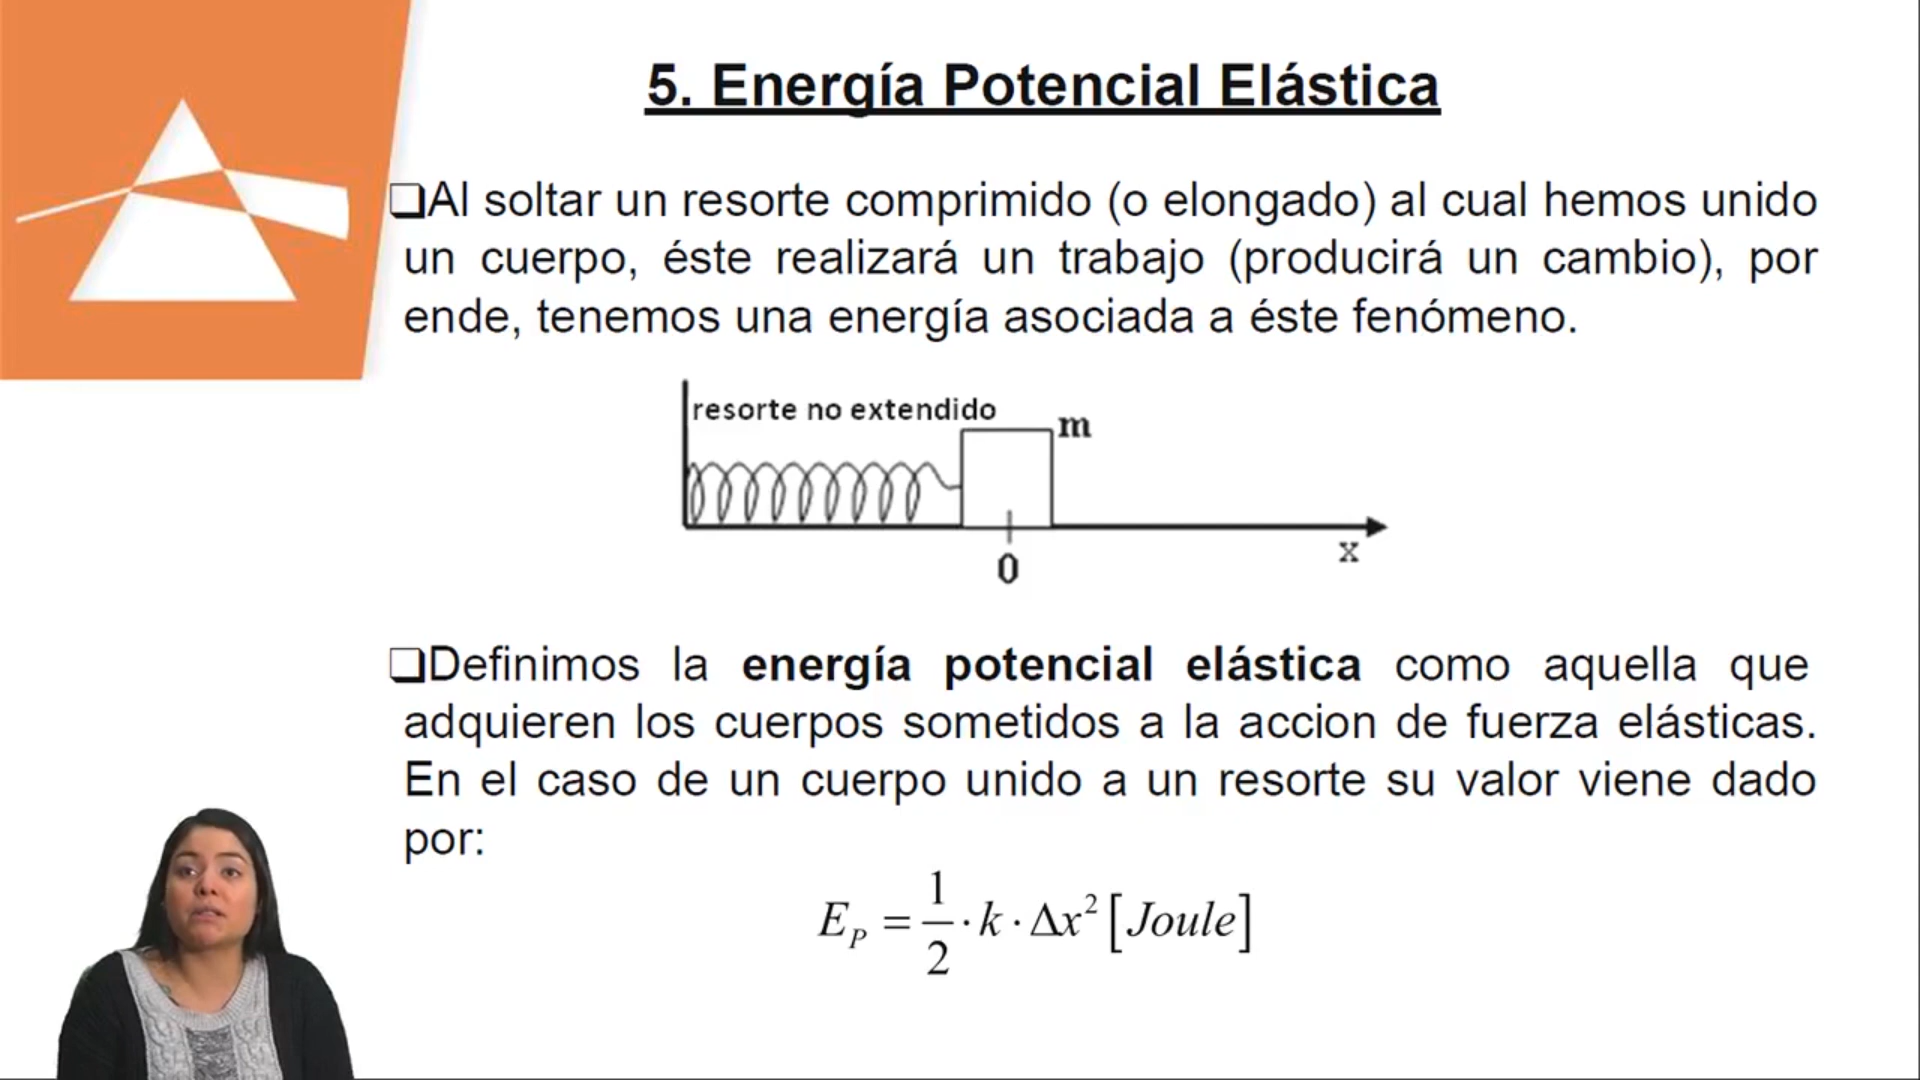 5. Energía Potencial Elástica
❑Al soltar un resorte comprimido (o elongado) al cual hemos unido
un cuerpo, éste realizará un trabajo (producirá un cambio), por
ende, tenemos una energía asociada a éste fenómeno.
resorte no extendido
m
x
0
❑Definimos la energía potencial elástica como aquella que
adquieren los cuerpos sometidos a la accion de fuerza elásticas.
En el caso de un cuerpo unido a un resorte su valor viene dado
por:
E_P = 1/2 · k · Δx² [Joule]